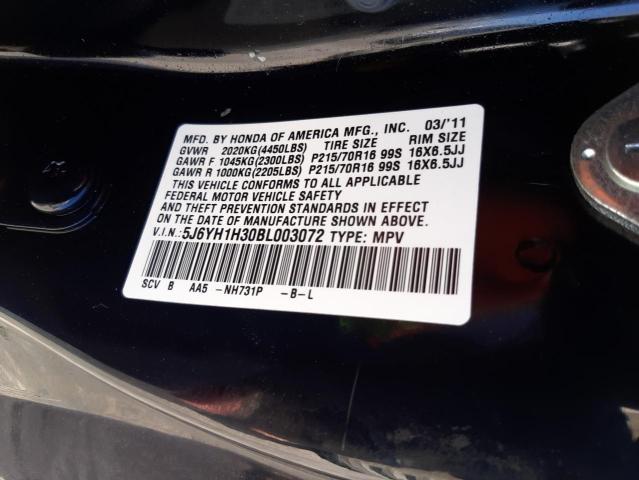 MFD. BY HONDA OF AMERICA MFG., INC. 03/'11
GVWR 2020KG(4450LBS) TIRE SIZE RIM SIZE
GAWR F 1045KG(2300LBS) P215/70R16 99S 16X6.5JJ
GAWR R 1000KG(2205LBS) P215/70R16 99S 16X6.5JJ
THIS VEHICLE CONFORMS TO ALL APPLICABLE
FEDERAL MOTOR VEHICLE SAFETY
AND THEFT PREVENTION STANDARDS IN EFFECT
ON THE DATE OF MANUFACTURE SHOWN ABOVE.
V.I.N.:5J6YH1H30BL003072 TYPE: MPV
SCV B AA5 -NH731P -B-L